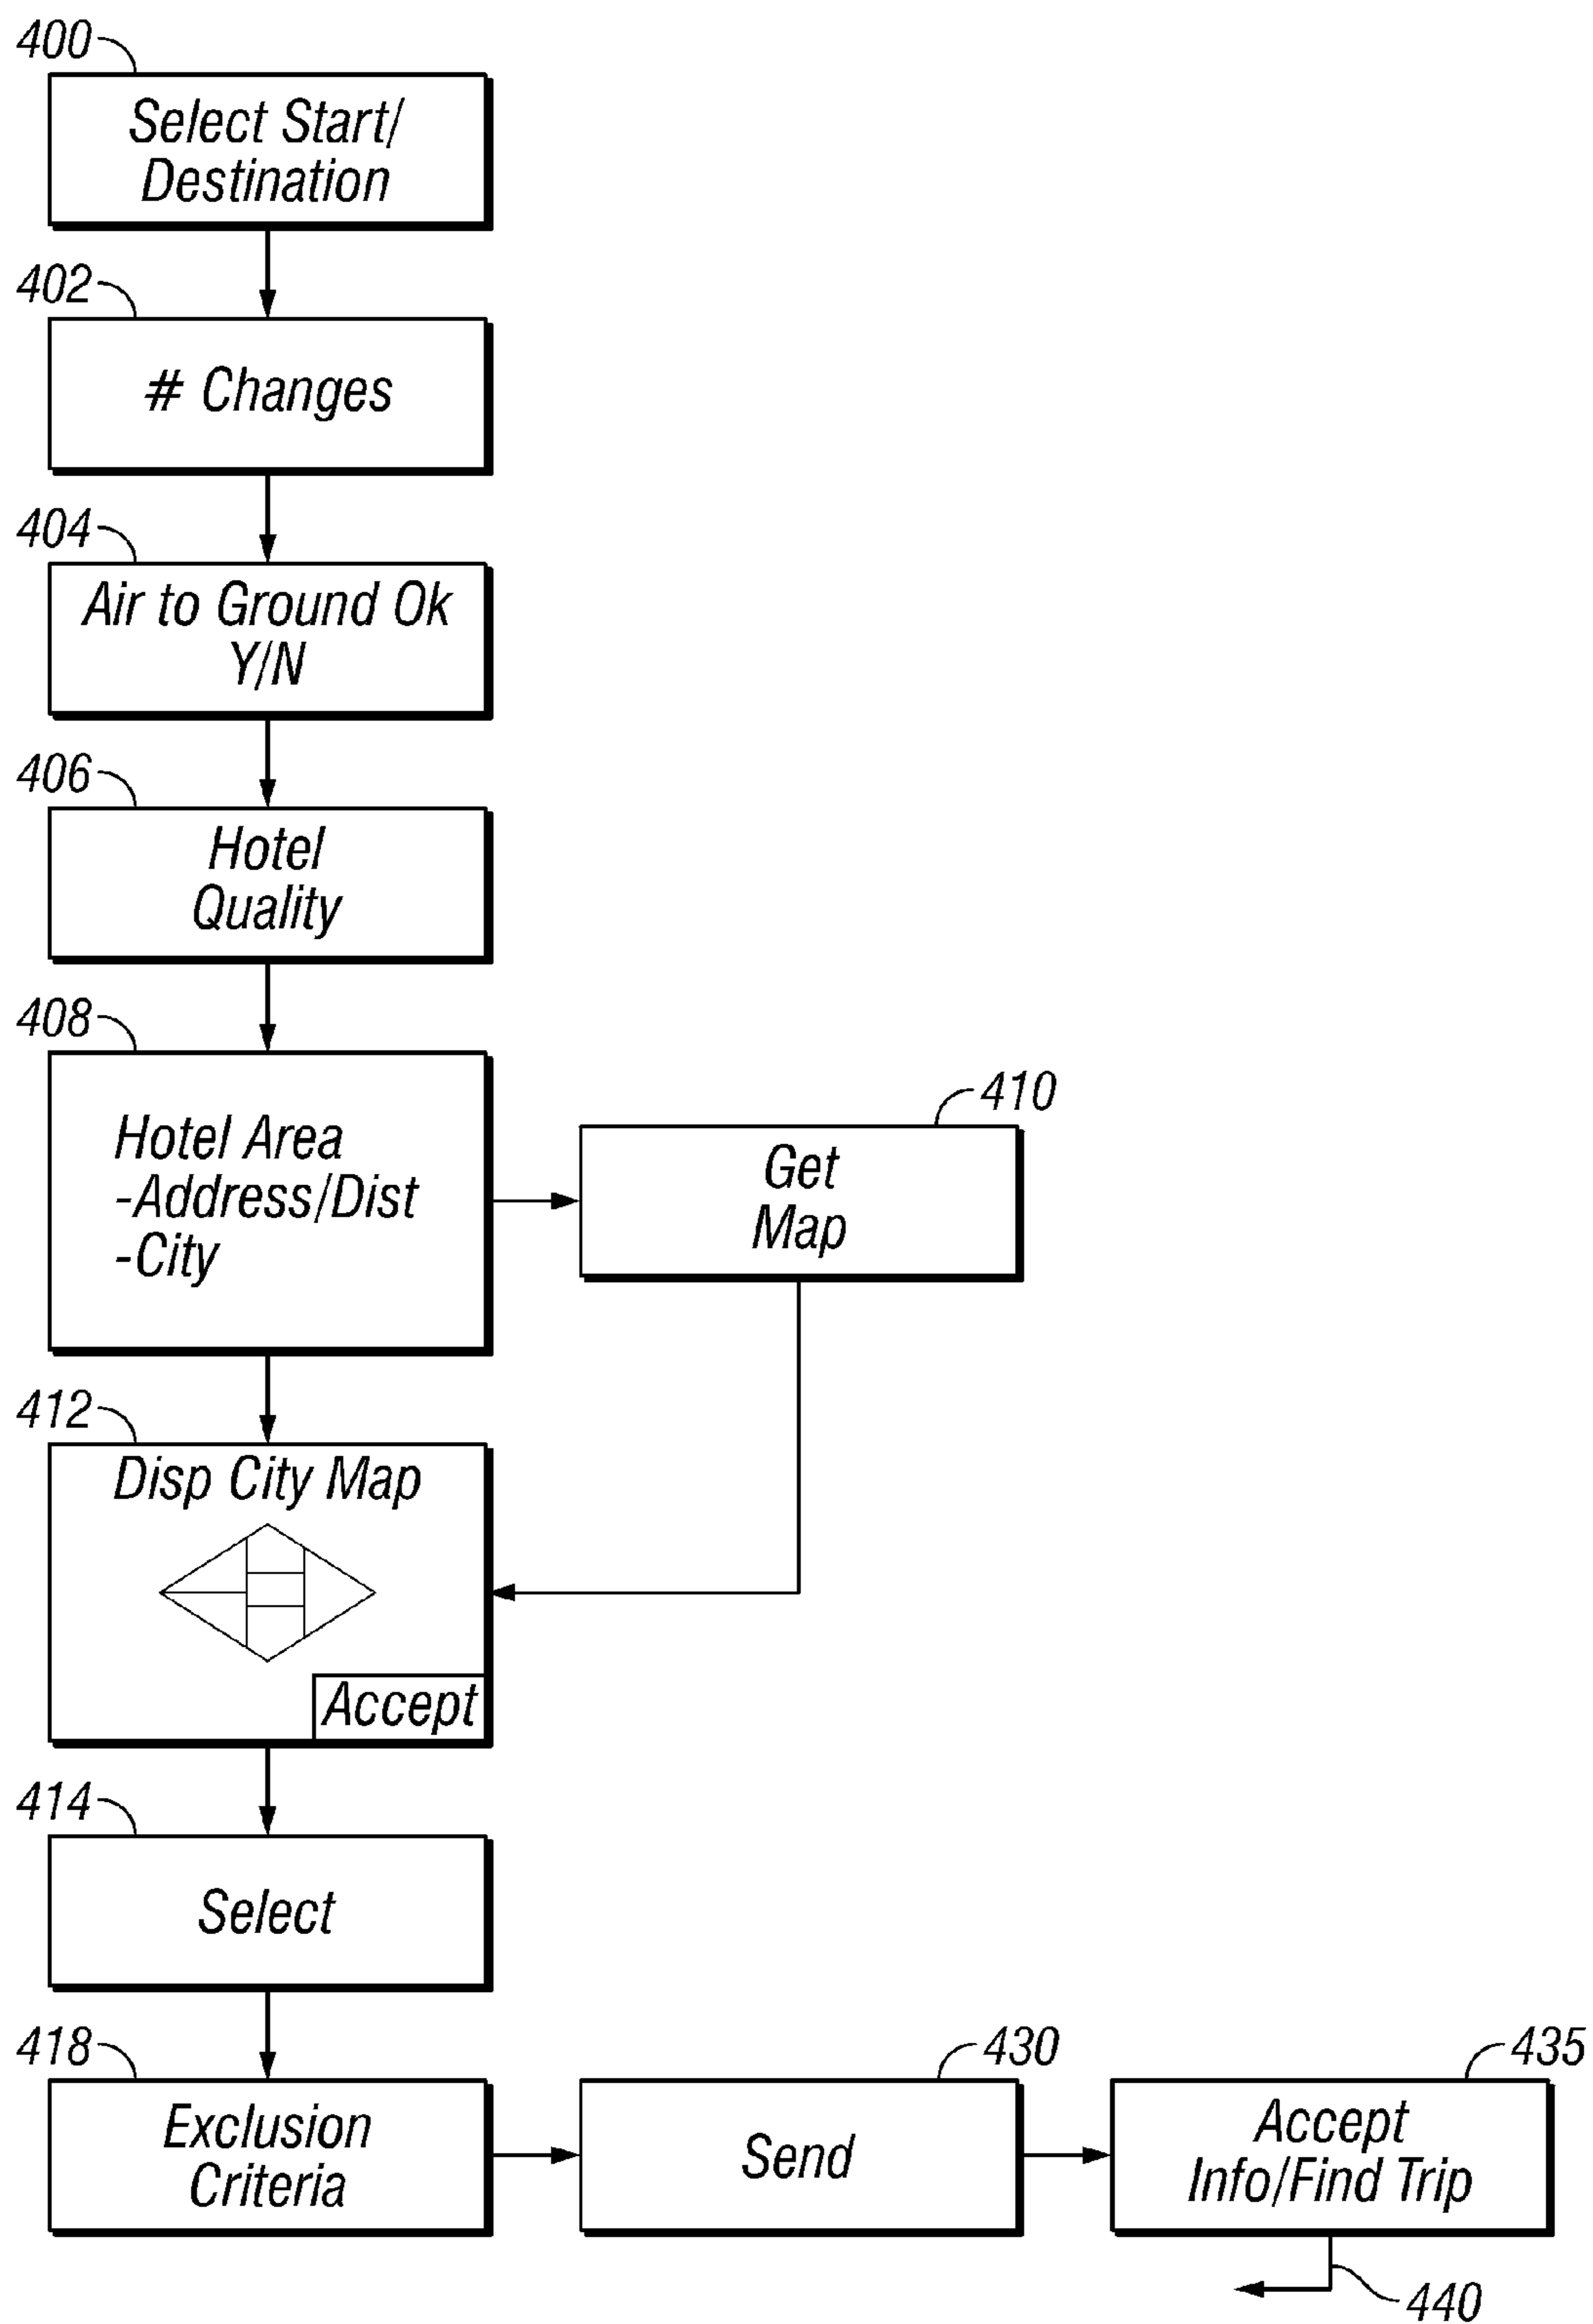 400
Select Start/
Destination
402
# Changes
404
Air to Ground Ok
Y/N
406
Hotel
Quality
408
Hotel Area
-Address/Dist
-City
410
Get
Map
412
Disp City Map
Accept
414
Select
418
Exclusion
Criteria
430
Send
435
Accept
Info/Find Trip
440